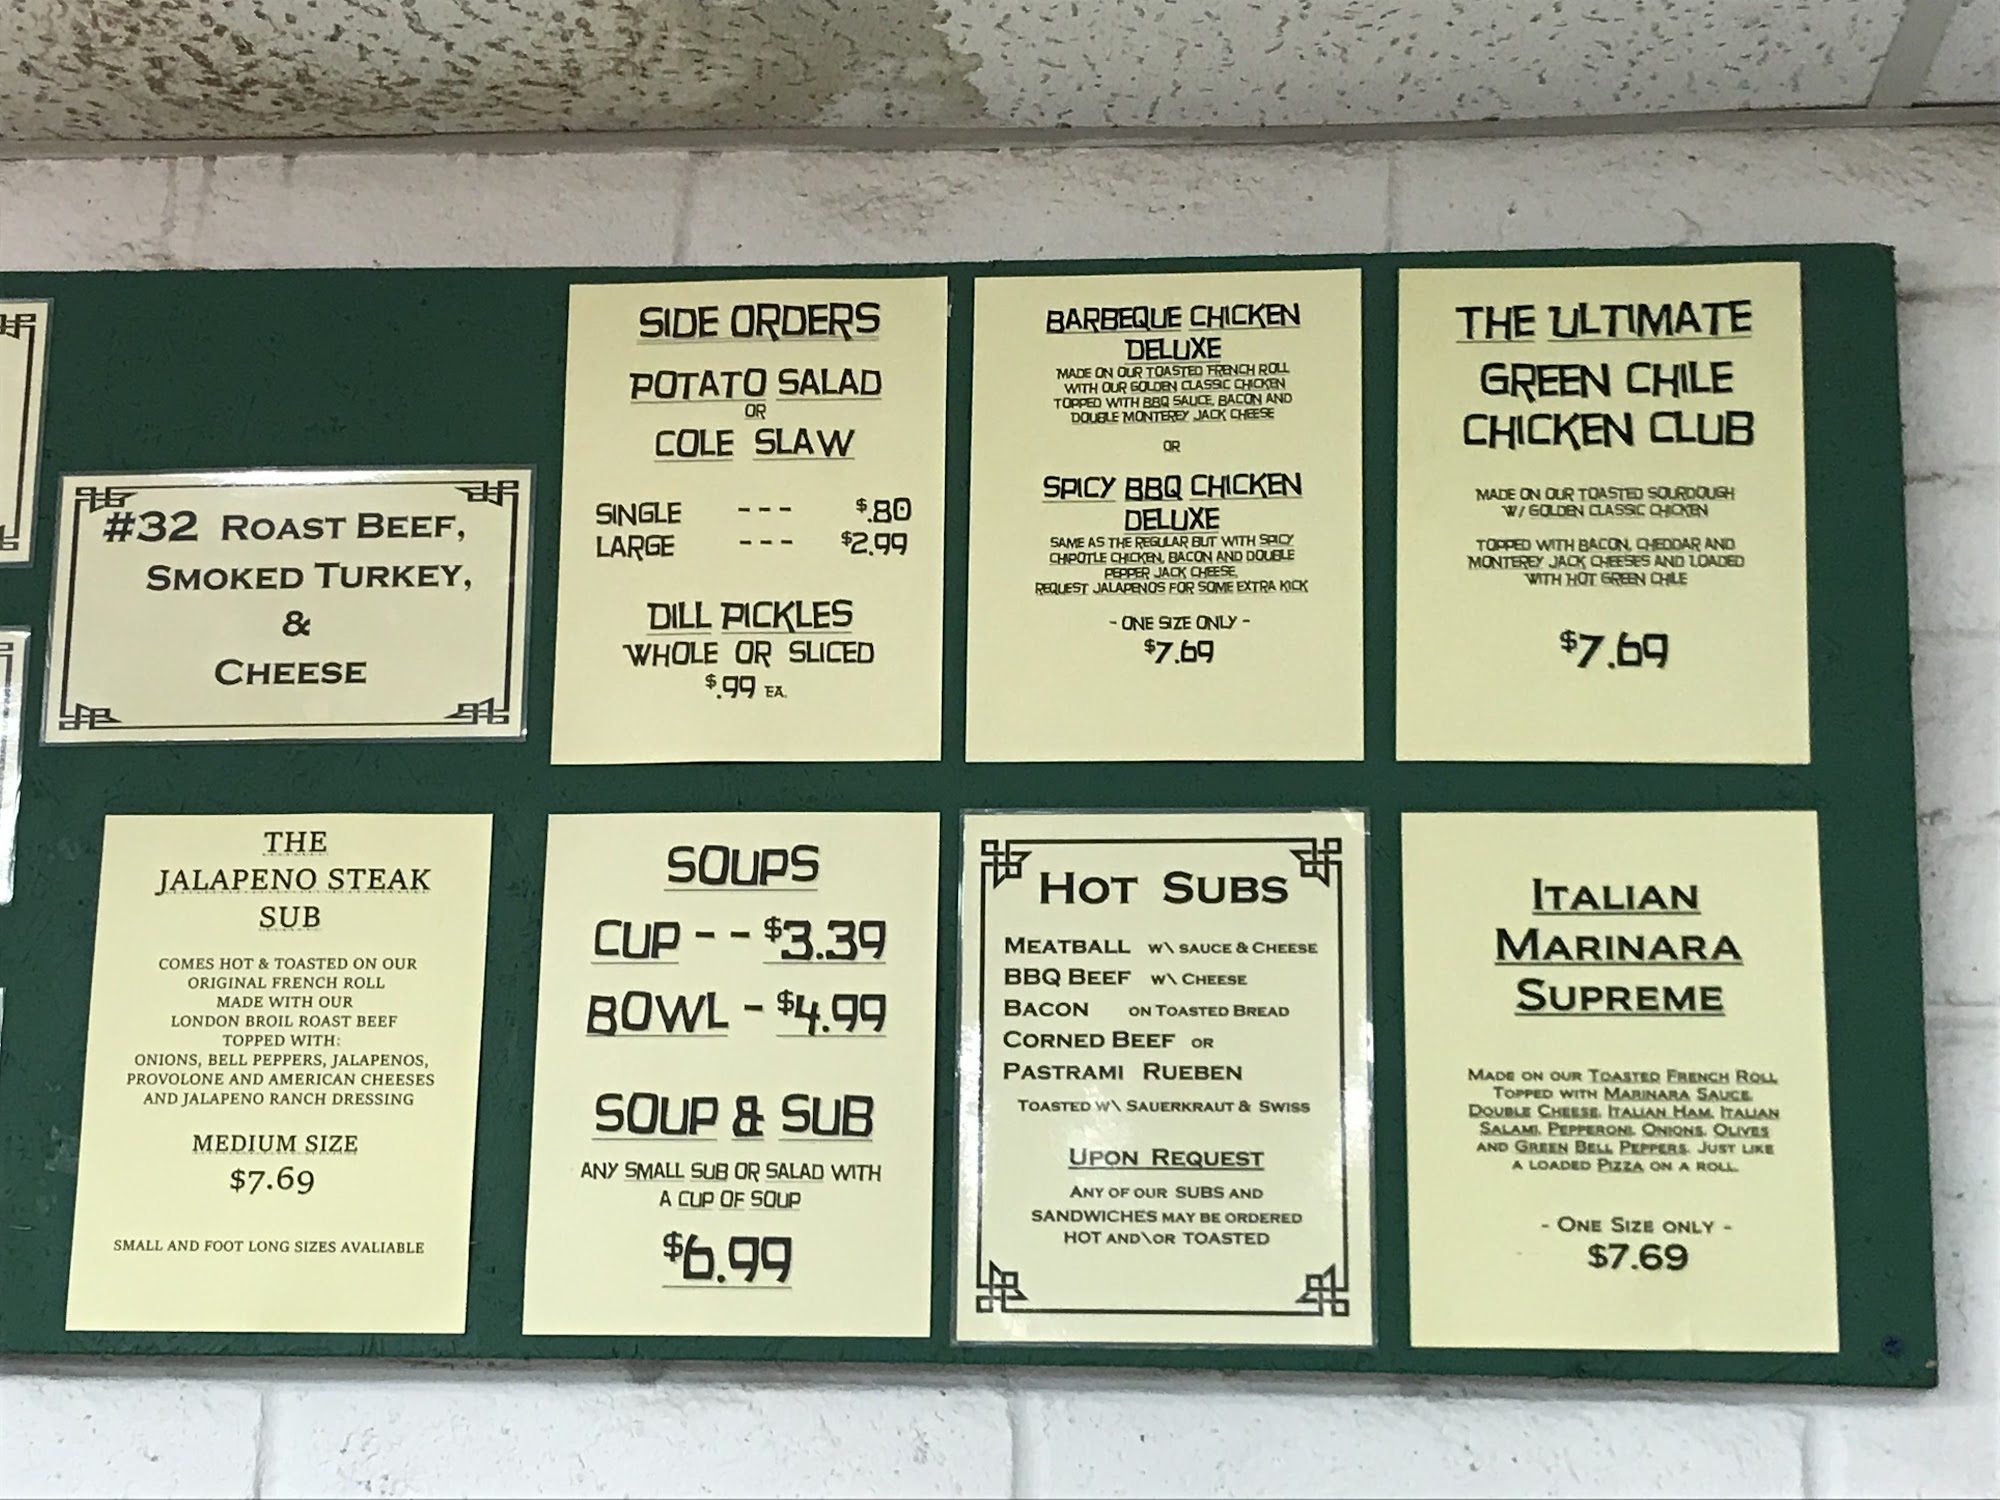 #32 ROAST BEEF,
SMOKED TURKEY,
&
CHEESE
SIDE ORDERS
POTATO SALAD
OR
COLE SLAW
SINGLE --- $.80
LARGE --- $2.99
DILL PICKLES
WHOLE OR SLICED
$.99 EA.
BARBEQUE CHICKEN
DELUXE
MADE ON OUR TOASTED FRENCH ROLL
WITH OUR GOLDEN CLASSIC CHICKEN
TOPPED WITH BBQ SAUCE, BACON AND
DOUBLE MONTEREY JACK CHEESE
OR
SPICY BBQ CHICKEN
DELUXE
SAME AS THE REGULAR BUT WITH SPICY
CHIPOTLE CHICKEN, BACON AND DOUBLE
PEPPER JACK CHEESE.
REQUEST JALAPENOS FOR SOME EXTRA KICK
- ONE SIZE ONLY -
$7.69
THE ULTIMATE
GREEN CHILE
CHICKEN CLUB
MADE ON OUR TOASTED SOURDOUGH
W/ GOLDEN CLASSIC CHICKEN
TOPPED WITH BACON, CHEDDAR AND
MONTEREY JACK CHEESES AND LOADED
WITH HOT GREEN CHILE
$7.69
THE
JALAPENO STEAK
SUB
COMES HOT & TOASTED ON OUR
ORIGINAL FRENCH ROLL
MADE WITH OUR
LONDON BROIL ROAST BEEF
TOPPED WITH:
ONIONS, BELL PEPPERS, JALAPENOS,
PROVOLONE AND AMERICAN CHEESES
AND JALAPENO RANCH DRESSING
MEDIUM SIZE
$7.69
SMALL AND FOOT LONG SIZES AVALIABLE
SOUPS
CUP -- $3.39
BOWL - $4.99
SOUP & SUB
ANY SMALL SUB OR SALAD WITH
A CUP OF SOUP
$6.99
HOT SUBS
MEATBALL W\ SAUCE & CHEESE
BBQ BEEF W\ CHEESE
BACON ON TOASTED BREAD
CORNED BEEF OR
PASTRAMI RUEBEN
TOASTED W\ SAUERKRAUT & SWISS
UPON REQUEST
ANY OF OUR SUBS AND
SANDWICHES MAY BE ORDERED
HOT AND\OR TOASTED
ITALIAN
MARINARA
SUPREME
MADE ON OUR TOASTED FRENCH ROLL
TOPPED WITH MARINARA SAUCE,
DOUBLE CHEESE, ITALIAN HAM, ITALIAN
SALAMI, PEPPERONI, ONIONS, OLIVES
AND GREEN BELL PEPPERS. JUST LIKE
A LOADED PIZZA ON A ROLL.
- ONE SIZE ONLY -
$7.69